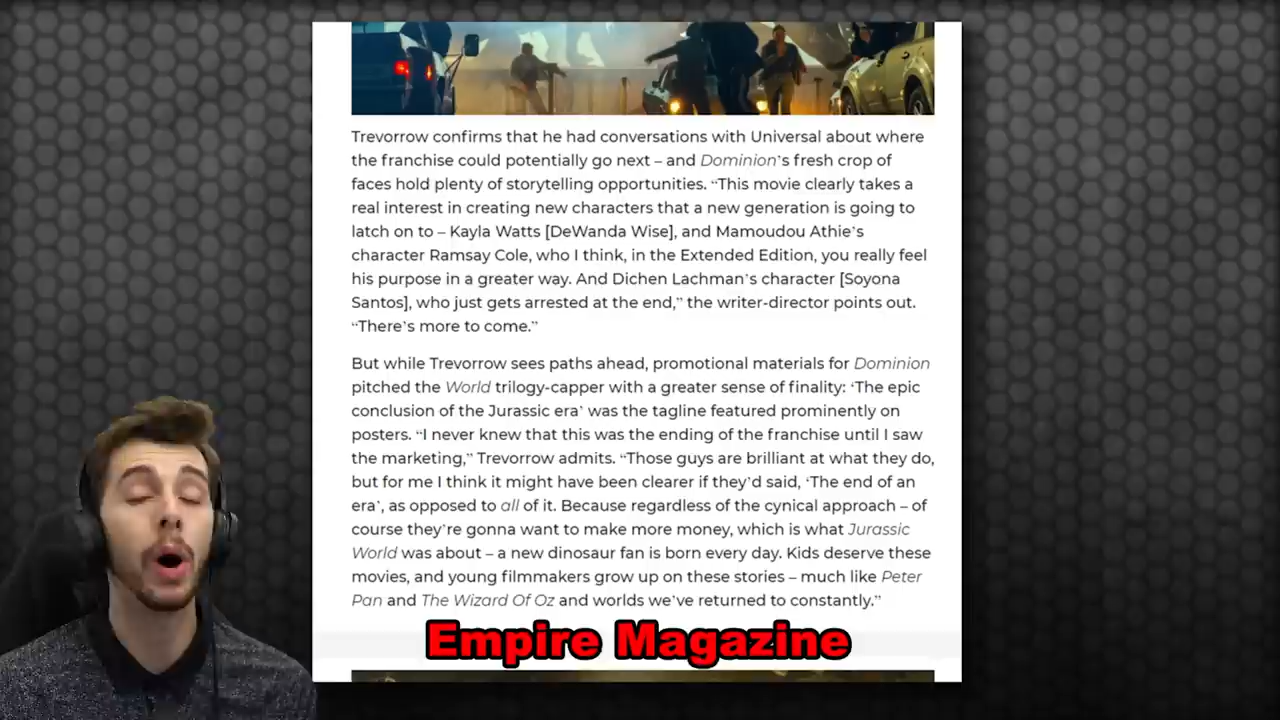 Trevorrow confirms that he had conversations with Universal about where
the franchise could potentially go next – and Dominion’s fresh crop of
faces hold plenty of storytelling opportunities. “This movie clearly takes a
real interest in creating new characters that a new generation is going to
latch on to – Kayla Watts [DeWanda Wise], and Mamoudou Athie’s
character Ramsay Cole, who I think, in the Extended Edition, you really feel
his purpose in a greater way. And Dichen Lachman’s character [Soyona
Santos], who just gets arrested at the end,” the writer-director points out.
“There’s more to come.”
But while Trevorrow sees paths ahead, promotional materials for Dominion
pitched the World trilogy-capper with a greater sense of finality: ‘The epic
conclusion of the Jurassic era’ was the tagline featured prominently on
posters. “I never knew that this was the ending of the franchise until I saw
the marketing,” Trevorrow admits. “Those guys are brilliant at what they do,
but for me I think it might have been clearer if they’d said, ‘The end of an
era’, as opposed to all of it. Because regardless of the cynical approach – of
course they’re gonna want to make more money, which is what Jurassic
World was about – a new dinosaur fan is born every day. Kids deserve these
movies, and young filmmakers grow up on these stories – much like Peter
Pan and The Wizard Of Oz and worlds we’ve returned to constantly.”
Empire Magazine